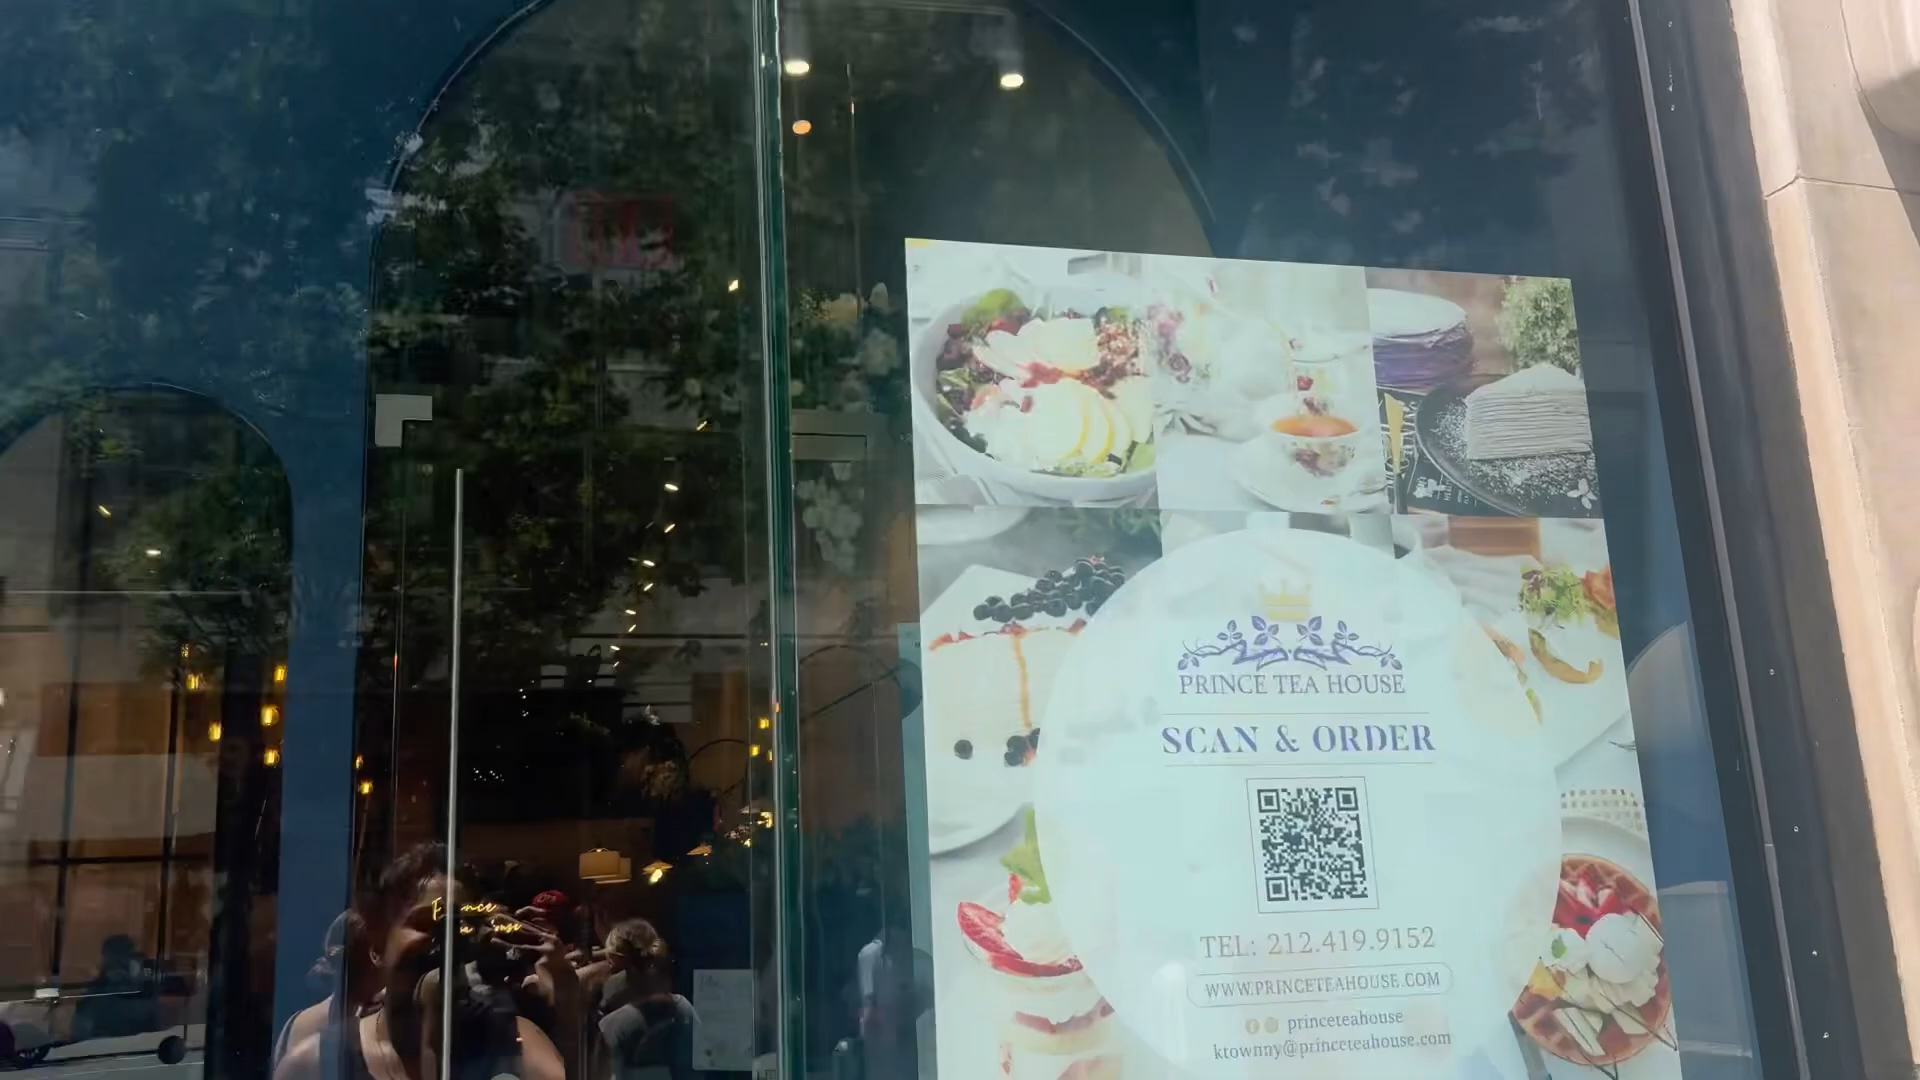 PRINCE TEA HOUSE
SCAN & ORDER
TEL: 212.419.9152
WWW.PRINCETEAHOUSE.COM
princeteahouse
ktownny@princeteahouse.com